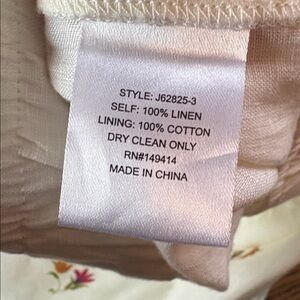 STYLE: J62825-3
SELF: 100% LINEN
LINING: 100% COTTON
DRY CLEAN ONLY
RN#149414
MADE IN CHINA